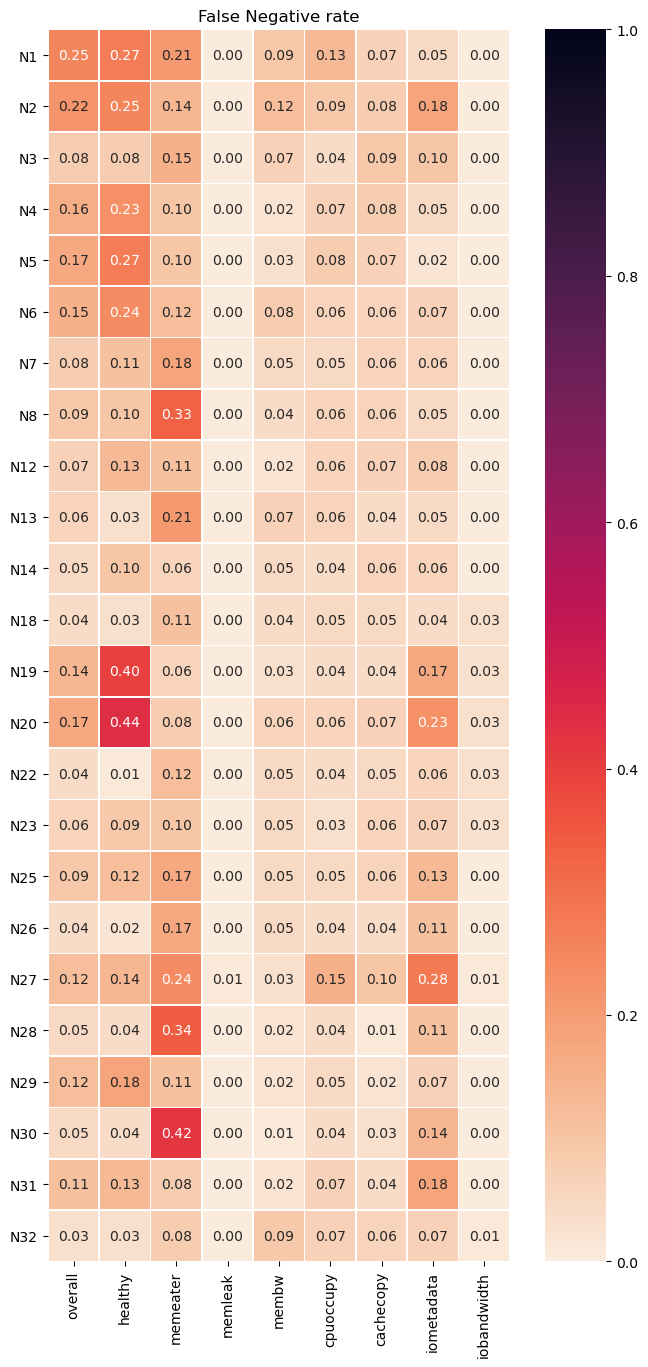 False Negative rate
N1 0.25 0.27 0.21 0.00 0.09 0.13 0.07 0.05 0.00
N2 0.22 0.25 0.14 0.00 0.12 0.09 0.08 0.18 0.00
N3 0.08 0.08 0.15 0.00 0.07 0.04 0.09 0.10 0.00
N4 0.16 0.23 0.10 0.00 0.02 0.07 0.08 0.05 0.00
N5 0.17 0.27 0.10 0.00 0.03 0.08 0.07 0.02 0.00
N6 0.15 0.24 0.12 0.00 0.08 0.06 0.06 0.07 0.00
N7 0.08 0.11 0.18 0.00 0.05 0.05 0.06 0.06 0.00
N8 0.09 0.10 0.33 0.00 0.04 0.06 0.06 0.05 0.00
N12 0.07 0.13 0.11 0.00 0.02 0.06 0.07 0.08 0.00
N13 0.06 0.03 0.21 0.00 0.07 0.06 0.04 0.05 0.00
N14 0.05 0.10 0.06 0.00 0.05 0.04 0.06 0.06 0.00
N18 0.04 0.03 0.11 0.00 0.04 0.05 0.05 0.04 0.03
N19 0.14 0.40 0.06 0.00 0.03 0.04 0.04 0.17 0.03
N20 0.17 0.44 0.08 0.00 0.06 0.06 0.07 0.23 0.03
N22 0.04 0.01 0.12 0.00 0.05 0.04 0.05 0.06 0.03
N23 0.06 0.09 0.10 0.00 0.05 0.03 0.06 0.07 0.03
N25 0.09 0.12 0.17 0.00 0.05 0.05 0.06 0.13 0.00
N26 0.04 0.02 0.17 0.00 0.05 0.04 0.04 0.11 0.00
N27 0.12 0.14 0.24 0.01 0.03 0.15 0.10 0.28 0.01
N28 0.05 0.04 0.34 0.00 0.02 0.04 0.01 0.11 0.00
N29 0.12 0.18 0.11 0.00 0.02 0.05 0.02 0.07 0.00
N30 0.05 0.04 0.42 0.00 0.01 0.04 0.03 0.14 0.00
N31 0.11 0.13 0.08 0.00 0.02 0.07 0.04 0.18 0.00
N32 0.03 0.03 0.08 0.00 0.09 0.07 0.06 0.07 0.01
overall healthy memeater memleak membw cpuoccupy cachecopy iometadata iobandwidth
1.0
0.8
0.6
0.4
0.2
0.0